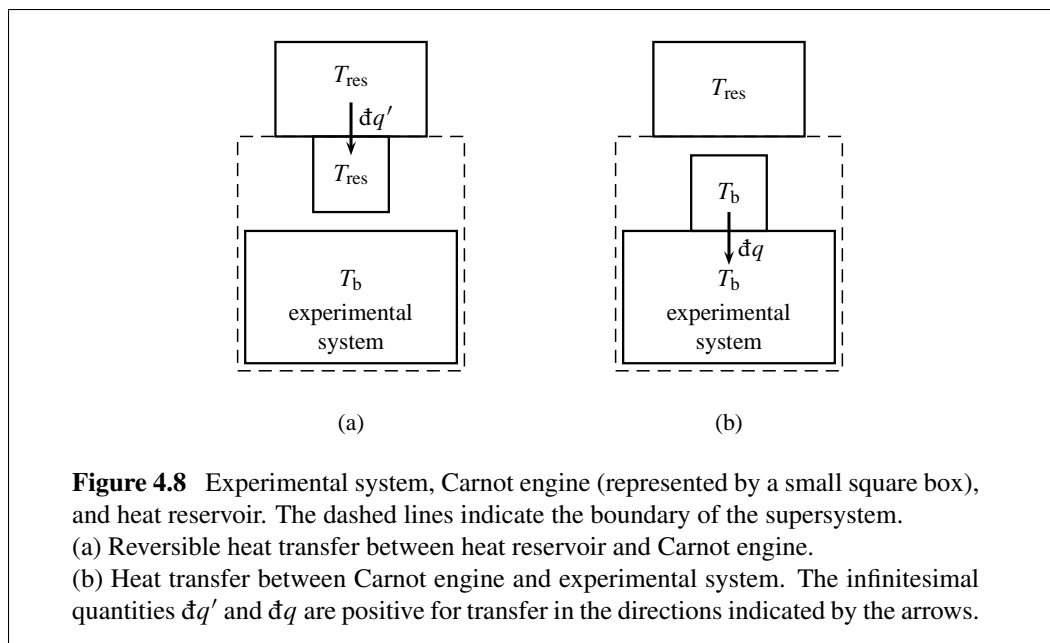 T_res
đq′
T_res
T_b
experimental
system
(a)
T_res
T_b
đq
T_b
experimental
system
(b)
Figure 4.8 Experimental system, Carnot engine (represented by a small square box),
and heat reservoir. The dashed lines indicate the boundary of the supersystem.
(a) Reversible heat transfer between heat reservoir and Carnot engine.
(b) Heat transfer between Carnot engine and experimental system. The infinitesimal
quantities đq′ and đq are positive for transfer in the directions indicated by the arrows.